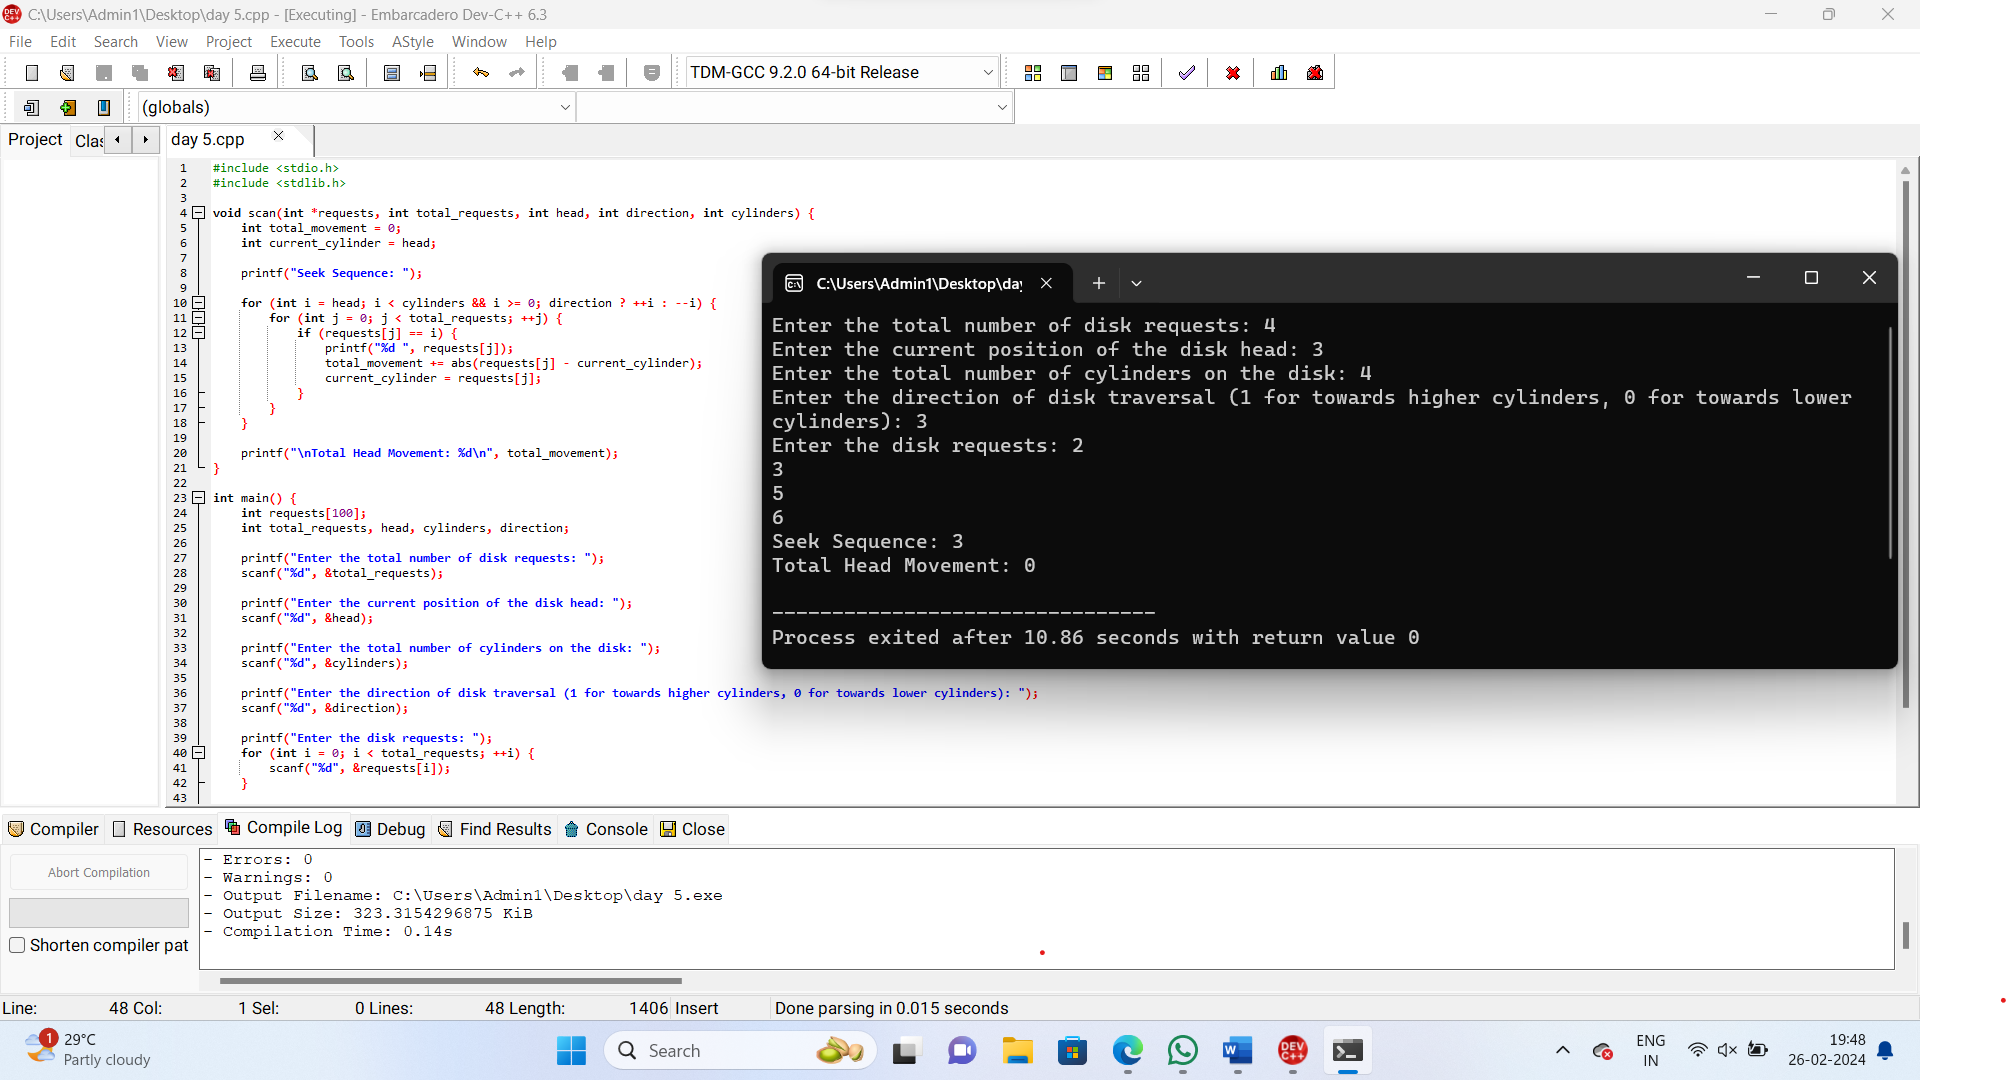 C:\Users\Admin1\Desktop\day 5.cpp - [Executing] - Embarcadero Dev-C++ 6.3
File Edit Search View Project Execute Tools AStyle Window Help
TDM-GCC 9.2.0 64-bit Release
(globals)
Project Clas day 5.cpp
1 #include <stdio.h>
2 #include <stdlib.h>
3
4 void scan(int *requests, int total_requests, int head, int direction, int cylinders) {
5 int total_movement = 0;
6 int current_cylinder = head;
7
8 printf("Seek Sequence: ");
9
10 for (int i = head; i < cylinders && i >= 0; direction ? ++i : --i) {
11 for (int j = 0; j < total_requests; ++j) {
12 if (requests[j] == i) {
13 printf("%d ", requests[j]);
14 total_movement += abs(requests[j] - current_cylinder);
15 current_cylinder = requests[j];
16 }
17 }
18 }
19
20 printf("\nTotal Head Movement: %d\n", total_movement);
21 }
22
23 int main() {
24 int requests[100];
25 int total_requests, head, cylinders, direction;
26
27 printf("Enter the total number of disk requests: ");
28 scanf("%d", &total_requests);
29
30 printf("Enter the current position of the disk head: ");
31 scanf("%d", &head);
32
33 printf("Enter the total number of cylinders on the disk: ");
34 scanf("%d", &cylinders);
35
36 printf("Enter the direction of disk traversal (1 for towards higher cylinders, 0 for towards lower cylinders): ");
37 scanf("%d", &direction);
38
39 printf("Enter the disk requests: ");
40 for (int i = 0; i < total_requests; ++i) {
41 scanf("%d", &requests[i]);
42 }
43
C:\Users\Admin1\Desktop\day
Enter the total number of disk requests: 4
Enter the current position of the disk head: 3
Enter the total number of cylinders on the disk: 4
Enter the direction of disk traversal (1 for towards higher cylinders, 0 for towards lower
cylinders): 3
Enter the disk requests: 2
3
5
6
Seek Sequence: 3
Total Head Movement: 0
--------------------------------
Process exited after 10.86 seconds with return value 0
Compiler Resources Compile Log Debug Find Results Console Close
Abort Compilation
Shorten compiler pat
- Errors: 0
- Warnings: 0
- Output Filename: C:\Users\Admin1\Desktop\day 5.exe
- Output Size: 323.3154296875 KiB
- Compilation Time: 0.14s
Line: 48 Col: 1 Sel: 0 Lines: 48 Length: 1406 Insert Done parsing in 0.015 seconds
1
29°C
Partly cloudy
Search
ENG
IN
19:48
26-02-2024